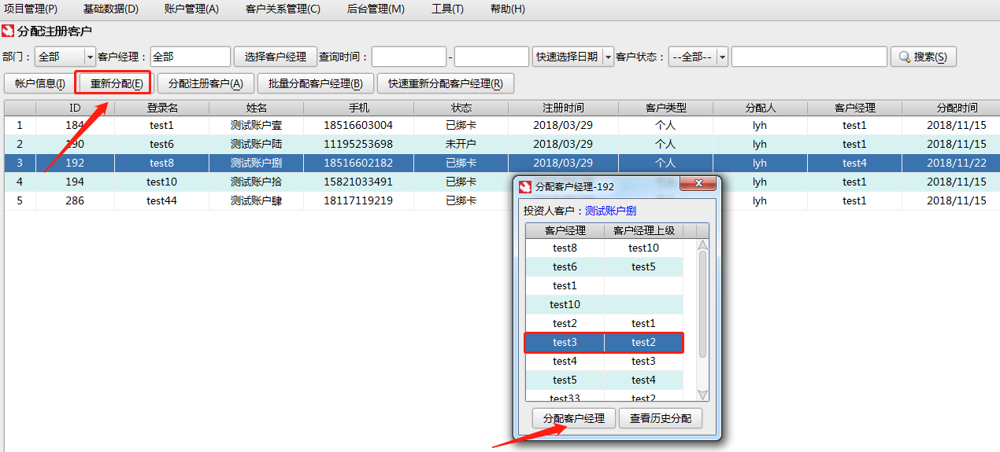 项目管理(P) 基础数据(D) 账户管理(A) 客户关系管理(C) 后台管理(M) 工具(T) 帮助(H)
分配注册客户
部门： 全部 客户经理： 全部 选择客户经理 查询时间： - 快速选择日期 客户状态： --全部-- 搜索(S)
帐户信息(I) 重新分配(E) 分配注册客户(A) 批量分配客户经理(B) 快速重新分配客户经理(R)
ID 登录名 姓名 手机 状态 注册时间 客户类型 分配人 客户经理 分配时间
1 184 test1 测试账户壹 18516603004 已绑卡 2018/03/29 个人 lyh test1 2018/11/15
2 190 test6 测试账户陆 11195253698 未开户 2018/03/29 个人 lyh test1 2018/11/15
3 192 test8 测试账户捌 18516602182 已绑卡 2018/03/29 个人 lyh test4 2018/11/22
4 194 test10 测试账户拾 15821033491 已绑卡 lyh test1 2018/11/15
5 286 test44 测试账户肆 18117119219 已绑卡 lyh test1 2018/11/15
分配客户经理-192
投资人客户：测试账户捌
客户经理 客户经理上级
test8 test10
test6 test5
test1
test10
test2 test1
test3 test2
test4 test3
test5 test4
test33 test2
分配客户经理 查看历史分配